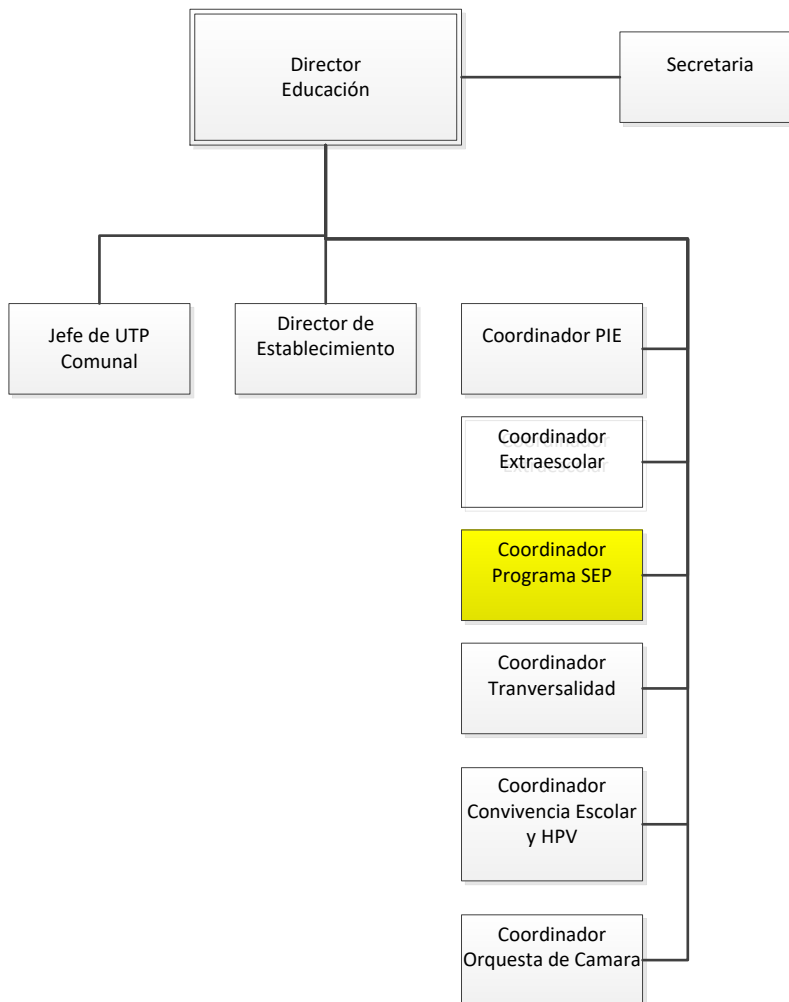 Director
Educación
Secretaria
Jefe de UTP
Comunal
Director de
Establecimiento
Coordinador PIE
Coordinador
Extraescolar
Coordinador
Programa SEP
Coordinador
Tranversalidad
Coordinador
Convivencia Escolar
y HPV
Coordinador
Orquesta de Camara